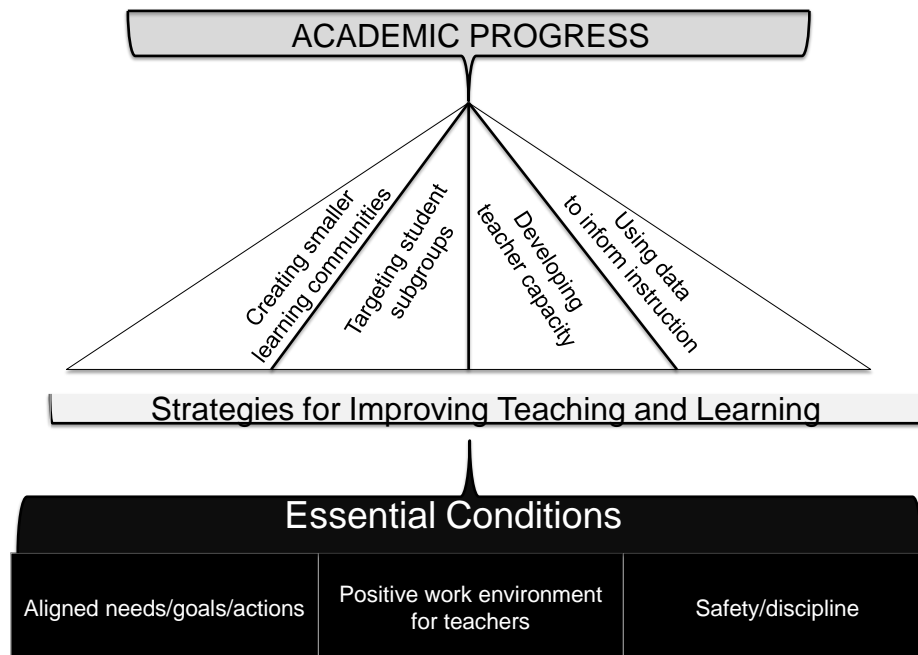 ACADEMIC PROGRESS
Creating smaller
learning communities
Targeting student
subgroups
Developing
teacher capacity
Using data
to inform instruction
Strategies for Improving Teaching and Learning
Essential Conditions
Aligned needs/goals/actions
Positive work environment
for teachers
Safety/discipline